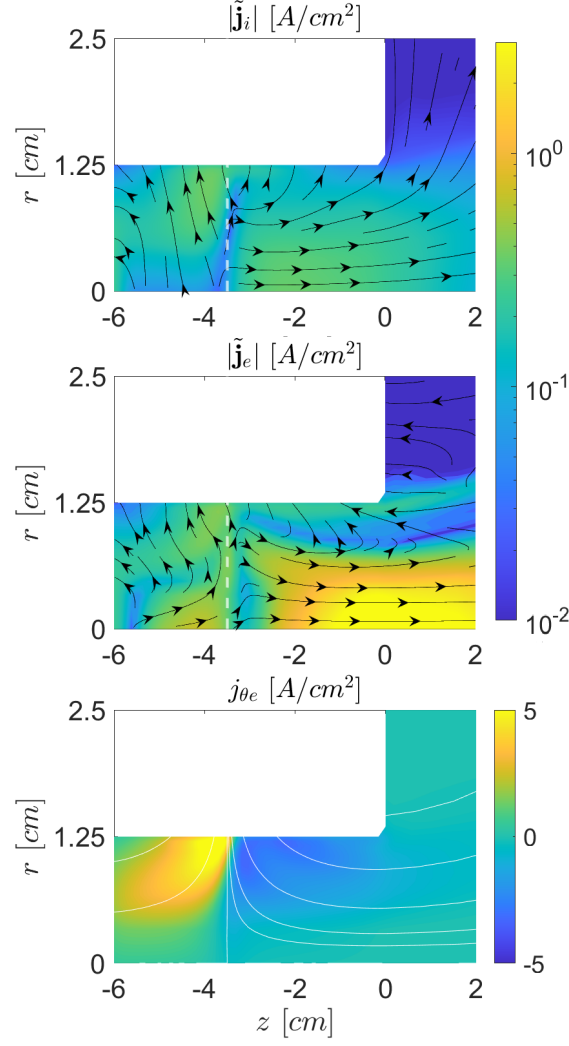 |j̃ᵢ| [A/cm²]
2.5
r [cm]
1.25
0
-6 -4 -2 0 2
|j̃ₑ| [A/cm²]
2.5
r [cm]
1.25
0
-6 -4 -2 0 2
10⁰
10⁻¹
10⁻²
jθₑ [A/cm²]
2.5
r [cm]
1.25
0
-6 -4 -2 0 2
z [cm]
5
0
-5